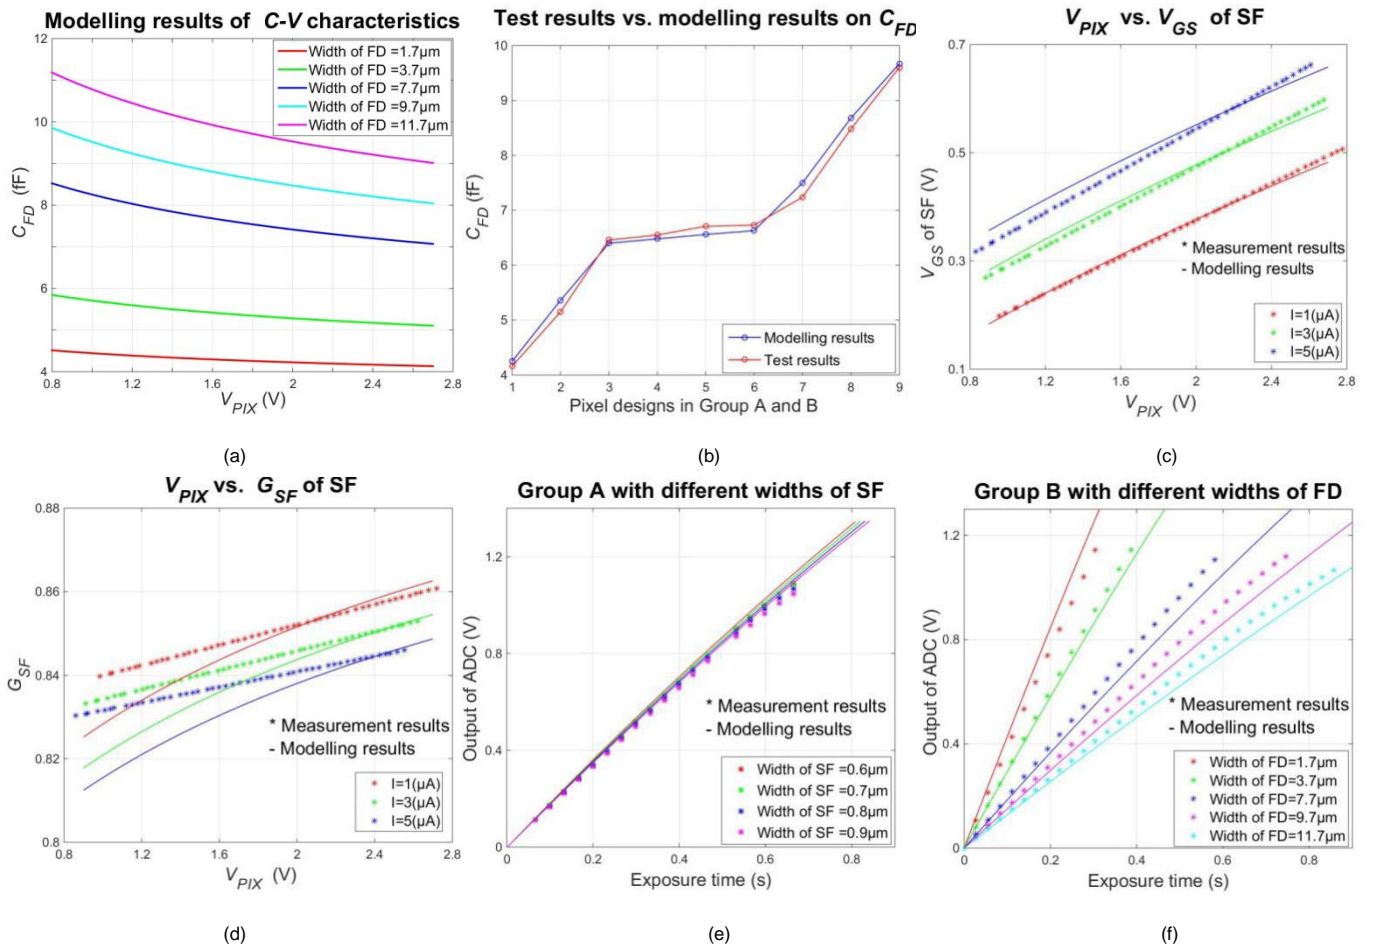 Modelling results of C-V characteristics
12
10
8
6
4
C_FD (fF)
Width of FD =1.7μm
Width of FD =3.7μm
Width of FD =7.7μm
Width of FD =9.7μm
Width of FD =11.7μm
0.8 1.2 1.6 2 2.4 2.8
V_PIX (V)
(a)
Test results vs. modelling results on C_FD
10
9
8
7
6
5
4
C_FD (fF)
Modelling results
Test results
1 2 3 4 5 6 7 8 9
Pixel designs in Group A and B
(b)
V_PIX vs. V_GS of SF
0.7
0.5
0.3
0.1
V_GS of SF (V)
* Measurement results
- Modelling results
I=1(μA)
I=3(μA)
I=5(μA)
0.8 1.2 1.6 2 2.4 2.8
V_PIX (V)
(c)
V_PIX vs. G_SF of SF
0.88
0.86
0.84
0.82
0.8
G_SF
* Measurement results
- Modelling results
I=1(μA)
I=3(μA)
I=5(μA)
0.8 1.2 1.6 2 2.4 2.8
V_PIX (V)
(d)
Group A with different widths of SF
1.2
0.8
0.4
0
Output of ADC (V)
* Measurement results
- Modelling results
Width of SF =0.6μm
Width of SF =0.7μm
Width of SF =0.8μm
Width of SF =0.9μm
0 0.2 0.4 0.6 0.8
Exposure time (s)
(e)
Group B with different widths of FD
1.2
0.8
0.4
0
Output of ADC (V)
* Measurement results
- Modelling results
Width of FD=1.7μm
Width of FD=3.7μm
Width of FD=7.7μm
Width of FD=9.7μm
Width of FD=11.7μm
0 0.2 0.4 0.6 0.8
Exposure time (s)
(f)